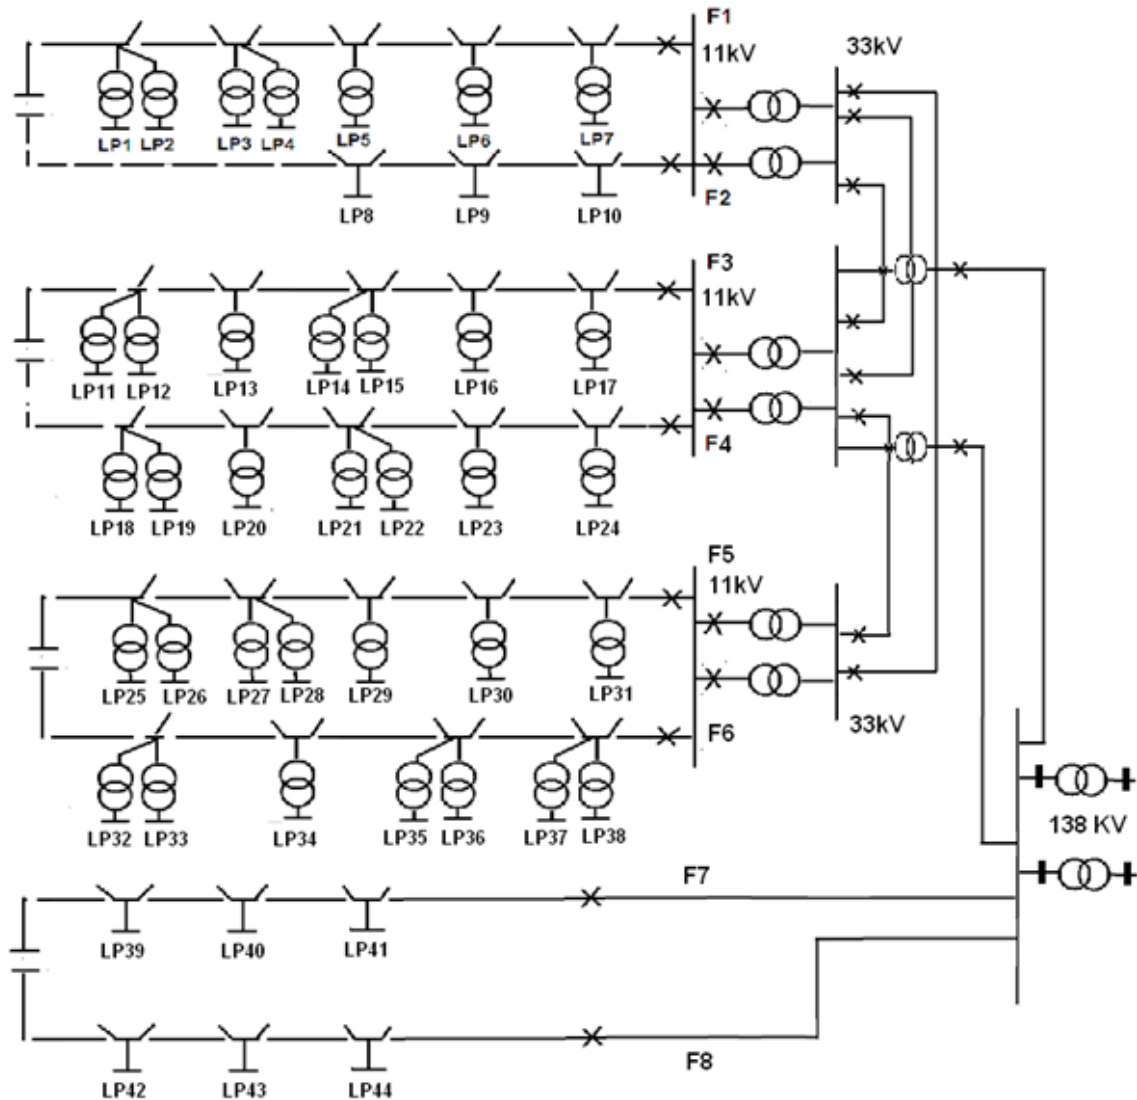 F1
11kV
33kV
LP1 LP2 LP3 LP4 LP5 LP6 LP7
F2
LP8 LP9 LP10
F3
11kV
LP11 LP12 LP13 LP14 LP15 LP16 LP17
F4
LP18 LP19 LP20 LP21 LP22 LP23 LP24
F5
11kV
LP25 LP26 LP27 LP28 LP29 LP30 LP31
F6
33kV
LP32 LP33 LP34 LP35 LP36 LP37 LP38
138 KV
F7
LP39 LP40 LP41
F8
LP42 LP43 LP44